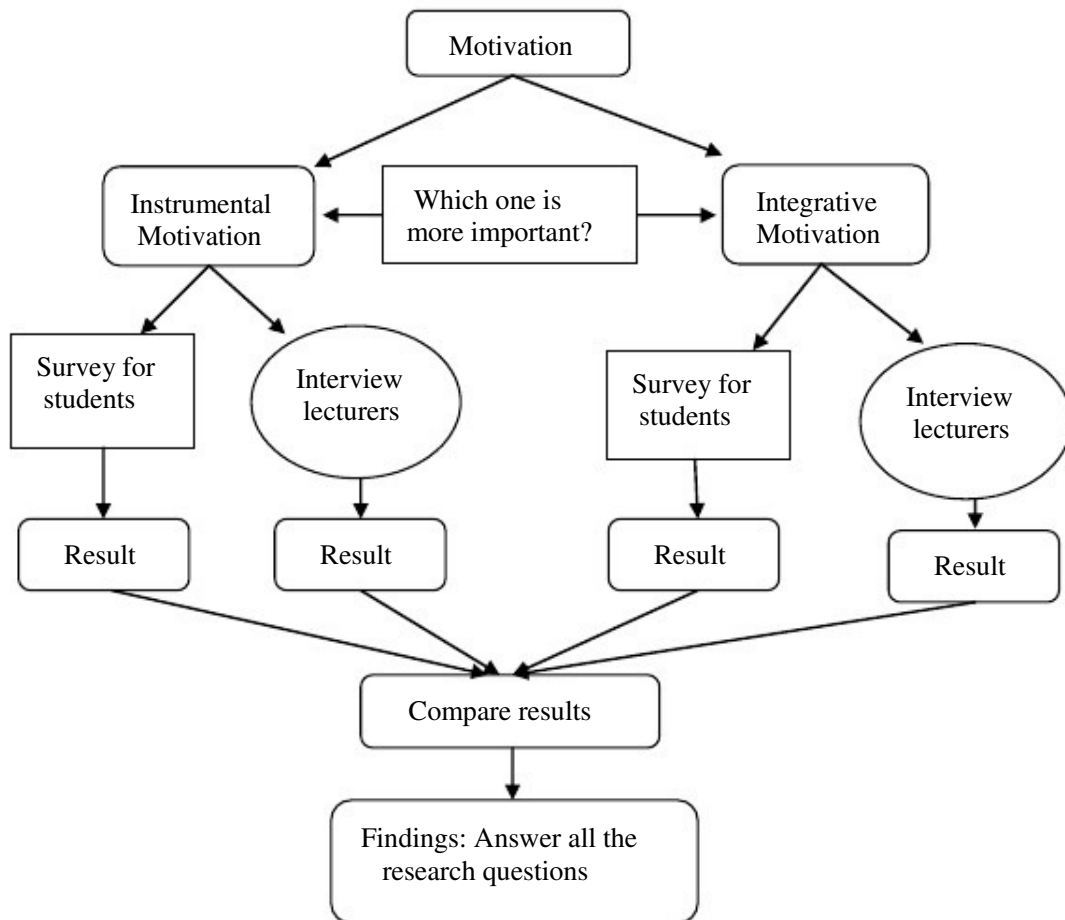 Motivation
Instrumental
Motivation
Which one is
more important?
Integrative
Motivation
Survey for
students
Interview
lecturers
Survey for
students
Interview
lecturers
Result
Result
Result
Result
Compare results
Findings: Answer all the
research questions